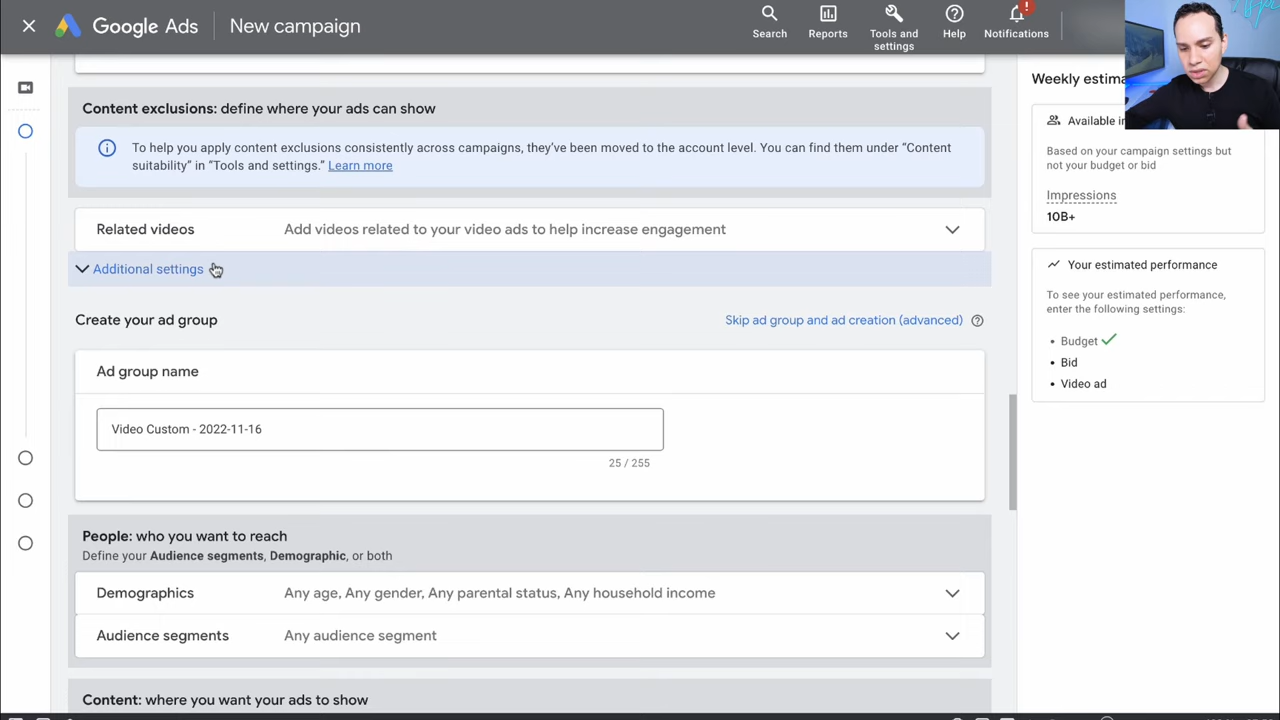 Google Ads
New campaign
Search
Reports
Tools and
settings
Help
Notifications
Content exclusions: define where your ads can show
To help you apply content exclusions consistently across campaigns, they've been moved to the account level. You can find them under "Content
suitability" in "Tools and settings." Learn more
Related videos
Add videos related to your video ads to help increase engagement
Additional settings
Create your ad group
Skip ad group and ad creation (advanced)
Ad group name
Video Custom - 2022-11-16
25 / 255
People: who you want to reach
Define your Audience segments, Demographic, or both
Demographics
Any age, Any gender, Any parental status, Any household income
Audience segments
Any audience segment
Content: where you want your ads to show
Weekly estima
Available i
Based on your campaign settings but
not your budget or bid
Impressions
10B+
Your estimated performance
To see your estimated performance,
enter the following settings:
• Budget
• Bid
• Video ad